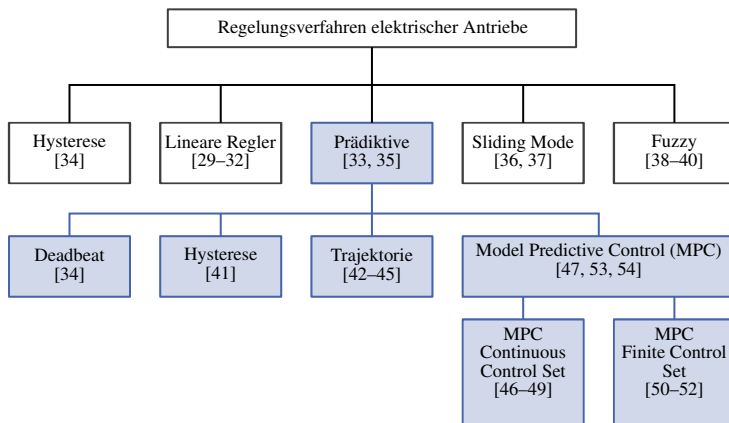 Regelungsverfahren elektrischer Antriebe
Hysterese
[34]
Lineare Regler
[29–32]
Prädiktive
[33, 35]
Sliding Mode
[36, 37]
Fuzzy
[38–40]
Deadbeat
[34]
Hysterese
[41]
Trajektorie
[42–45]
Model Predictive Control (MPC)
[47, 53, 54]
MPC
Continuous
Control Set
[46–49]
MPC
Finite Control
Set
[50–52]